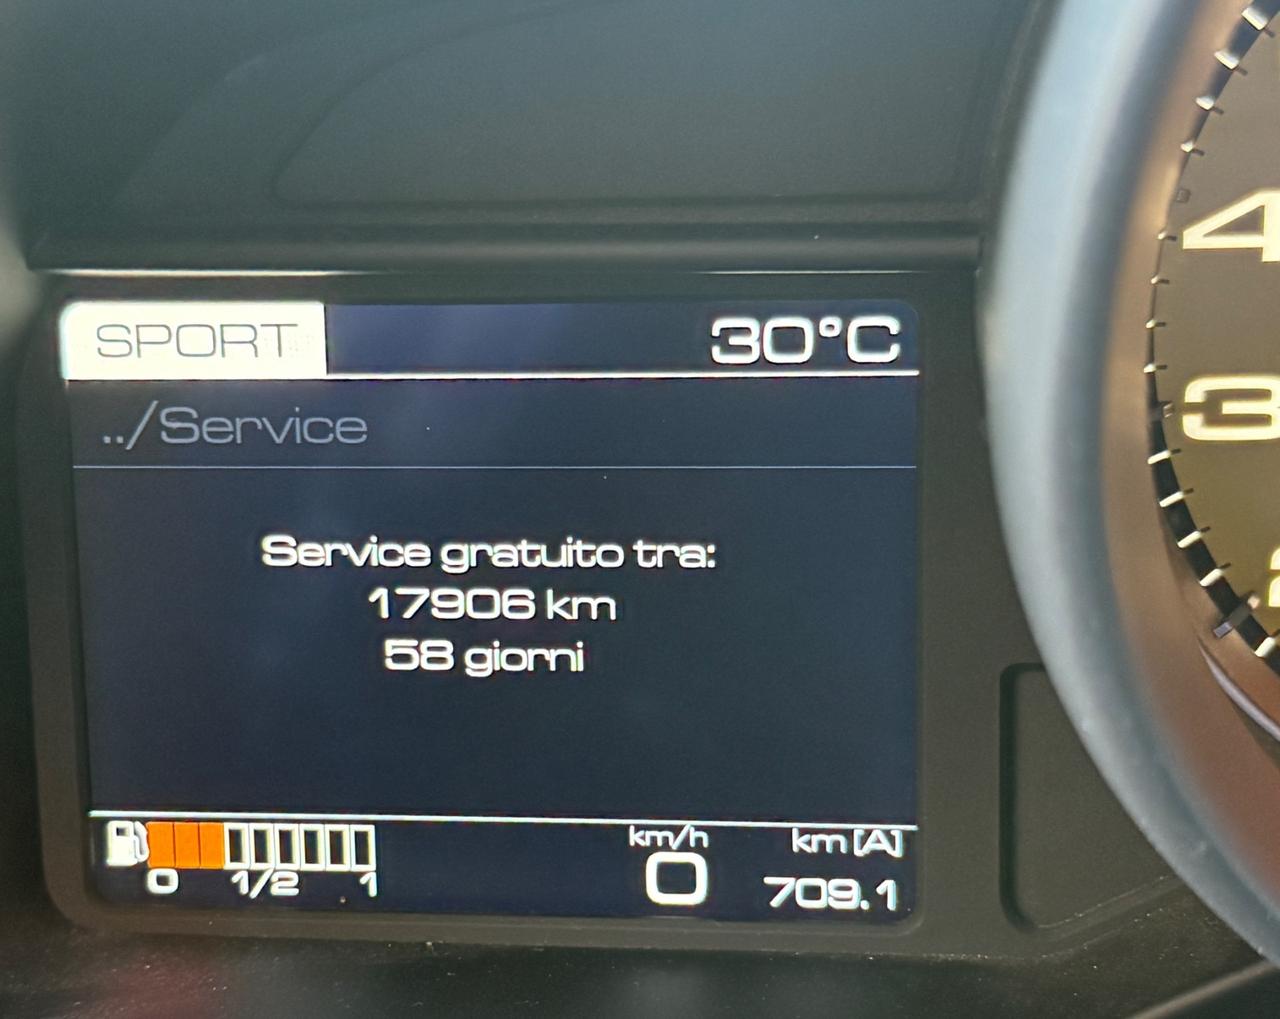 SPORT 30°C
../Service
Service gratuito tra:
17906 km
58 giorni
km/h km[A]
0 1/2 1 0 709.1
4
3